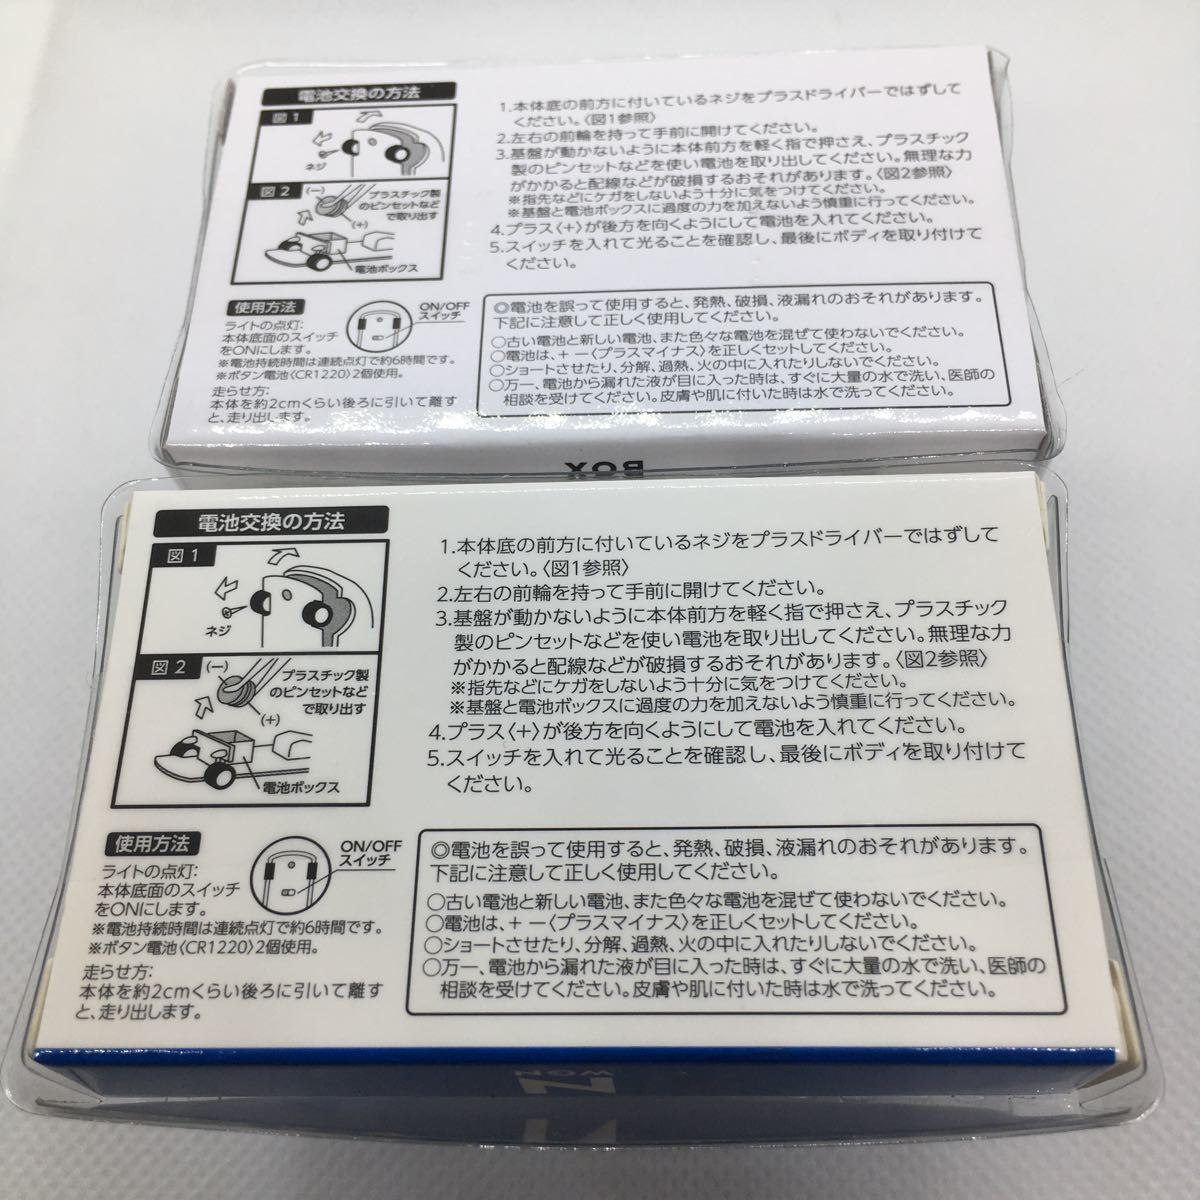 電池交換の方法
図1
ネジ
図2
(−)
プラスチック製
のピンセットなど
で取り出す
(+)
電池ボックス
使用方法
ライトの点灯:
本体底面のスイッチ
をONにします。
※電池持続時間は連続点灯で約6時間です。
※ボタン電池〈CR1220〉2個使用。
走らせ方:
本体を約2cmくらい後ろに引いて離す
と、走り出します。
ON/OFF
スイッチ
1.本体底の前方に付いているネジをプラスドライバーではずして
ください。〈図1参照〉
2.左右の前輪を持って手前に開けてください。
3.基盤が動かないように本体前方を軽く指で押さえ、プラスチック
製のピンセットなどを使い電池を取り出してください。無理な力
がかかると配線などが破損するおそれがあります。〈図2参照〉
※指先などにケガをしないよう十分に気をつけてください。
※基盤と電池ボックスに過度の力を加えないよう慎重に行ってください。
4.プラス〈+〉が後方を向くようにして電池を入れてください。
5.スイッチを入れて光ることを確認し、最後にボディを取り付けて
ください。
◎電池を誤って使用すると、発熱、破損、液漏れのおそれがあります。
下記に注意して正しく使用してください。
○古い電池と新しい電池、また色々な電池を混ぜて使わないでください。
○電池は、+ −〈プラスマイナス〉を正しくセットしてください。
○ショートさせたり、分解、過熱、火の中に入れたりしないでください。
○万一、電池から漏れた液が目に入った時は、すぐに大量の水で洗い、医師の
相談を受けてください。皮膚や肌に付いた時は水で洗ってください。
BOX
電池交換の方法
図1
ネジ
図2
(−)
プラスチック製
のピンセットなど
で取り出す
(+)
電池ボックス
使用方法
ライトの点灯:
本体底面のスイッチ
をONにします。
※電池持続時間は連続点灯で約6時間です。
※ボタン電池〈CR1220〉2個使用。
走らせ方:
本体を約2cmくらい後ろに引いて離す
と、走り出します。
ON/OFF
スイッチ
1.本体底の前方に付いているネジをプラスドライバーではずして
ください。〈図1参照〉
2.左右の前輪を持って手前に開けてください。
3.基盤が動かないように本体前方を軽く指で押さえ、プラスチック
製のピンセットなどを使い電池を取り出してください。無理な力
がかかると配線などが破損するおそれがあります。〈図2参照〉
※指先などにケガをしないよう十分に気をつけてください。
※基盤と電池ボックスに過度の力を加えないよう慎重に行ってください。
4.プラス〈+〉が後方を向くようにして電池を入れてください。
5.スイッチを入れて光ることを確認し、最後にボディを取り付けて
ください。
◎電池を誤って使用すると、発熱、破損、液漏れのおそれがあります。
下記に注意して正しく使用してください。
○古い電池と新しい電池、また色々な電池を混ぜて使わないでください。
○電池は、+ −〈プラスマイナス〉を正しくセットしてください。
○ショートさせたり、分解、過熱、火の中に入れたりしないでください。
○万一、電池から漏れた液が目に入った時は、すぐに大量の水で洗い、医師の
相談を受けてください。皮膚や肌に付いた時は水で洗ってください。
N
WGN